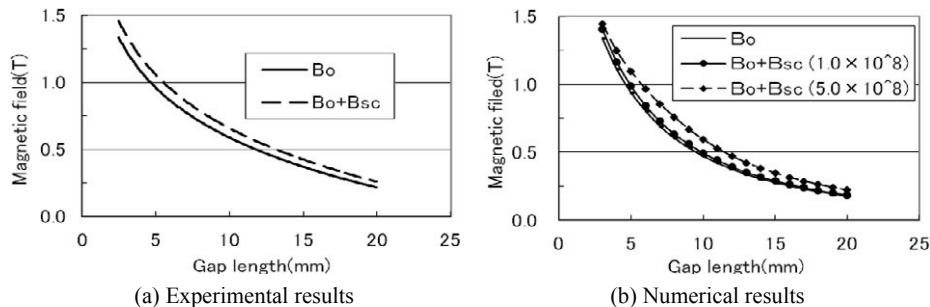 1.5
1.0
0.5
0.0
Magnetic field(T)
Bo
Bo+Bsc
0 5 10 15 20 25
Gap length(mm)
(a) Experimental results
1.5
1.0
0.5
0.0
Magnetic filed(T)
Bo
Bo+Bsc (1.0×10^8)
Bo+Bsc (5.0×10^8)
0 5 10 15 20 25
Gap length(mm)
(b) Numerical results